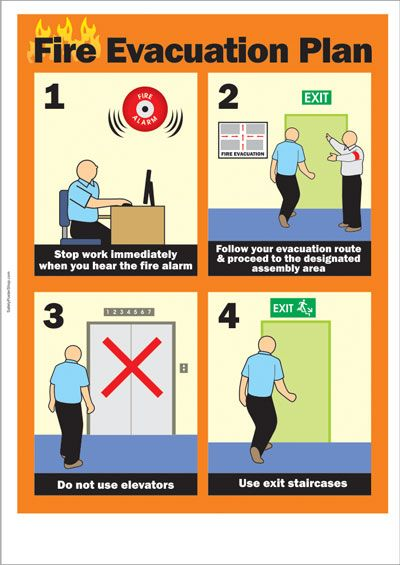 Fire Evacuation Plan
1
FIRE
ALARM
Stop work immediately
when you hear the fire alarm
2
EXIT
FIRE EVACUATION
Follow your evacuation route
& proceed to the designated
assembly area
3
1 2 3 4 5 6 7
Do not use elevators
4
EXIT
Use exit staircases
SafetyPosterShop.com